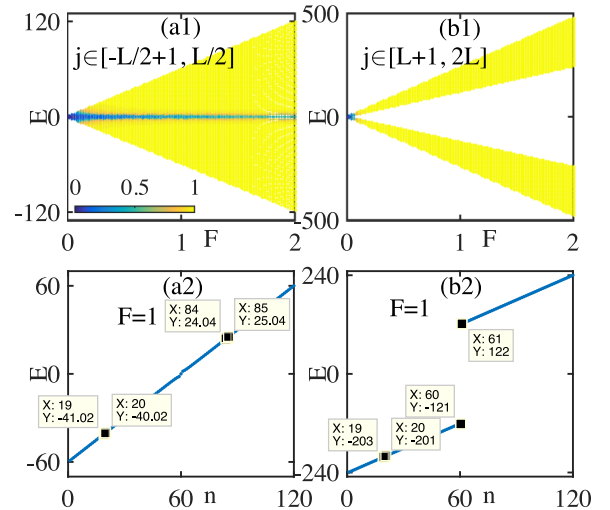 (a1)
120
j∈[-L/2+1, L/2]
E
0
0 0.5 1
-120
0 1 F 2
(b1)
500
j∈[L+1, 2L]
E
0
-500
0 1 F 2
(a2)
60
F=1
X: 84
Y: 24.04
X: 85
Y: 25.04
E
0
X: 19
Y: -41.02
X: 20
Y: -40.02
-60
0 60 n 120
(b2)
240
F=1
X: 61
Y: 122
E
0
X: 60
Y: -121
X: 19
Y: -203
X: 20
Y: -201
-240
0 60 n 120